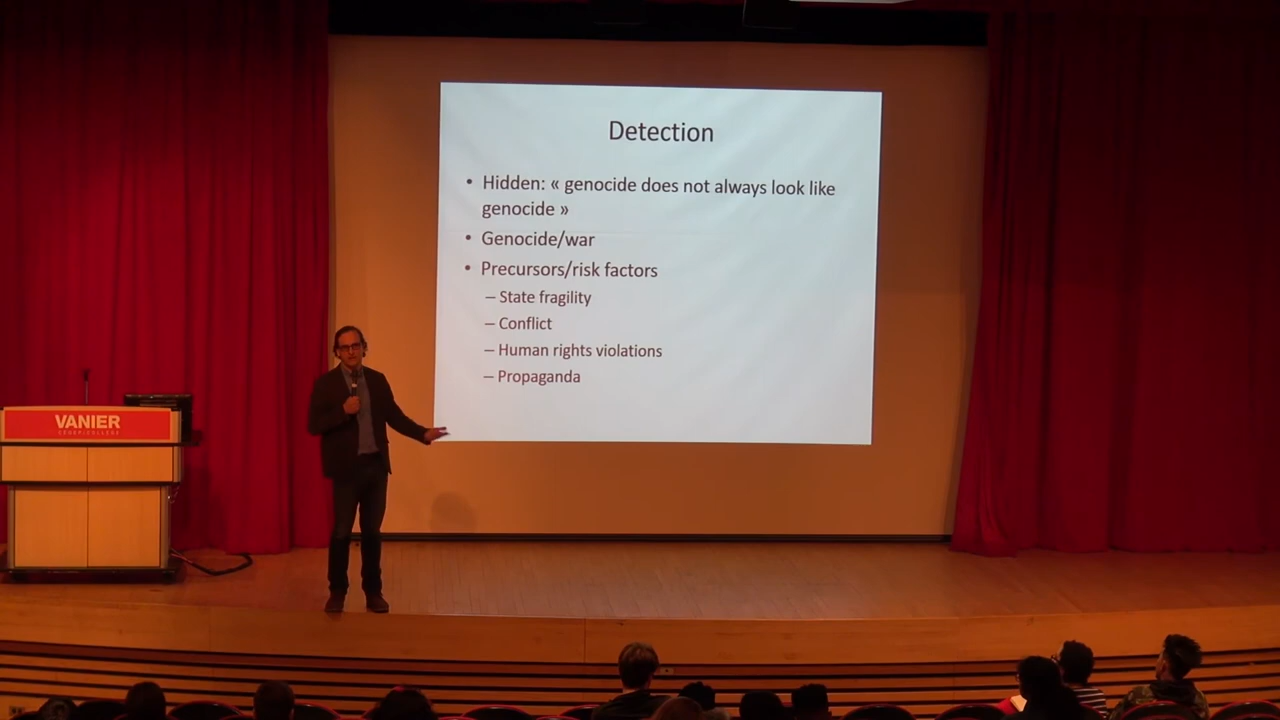 Detection
• Hidden: « genocide does not always look like
genocide »
• Genocide/war
• Precursors/risk factors
– State fragility
– Conflict
– Human rights violations
– Propaganda
VANIER